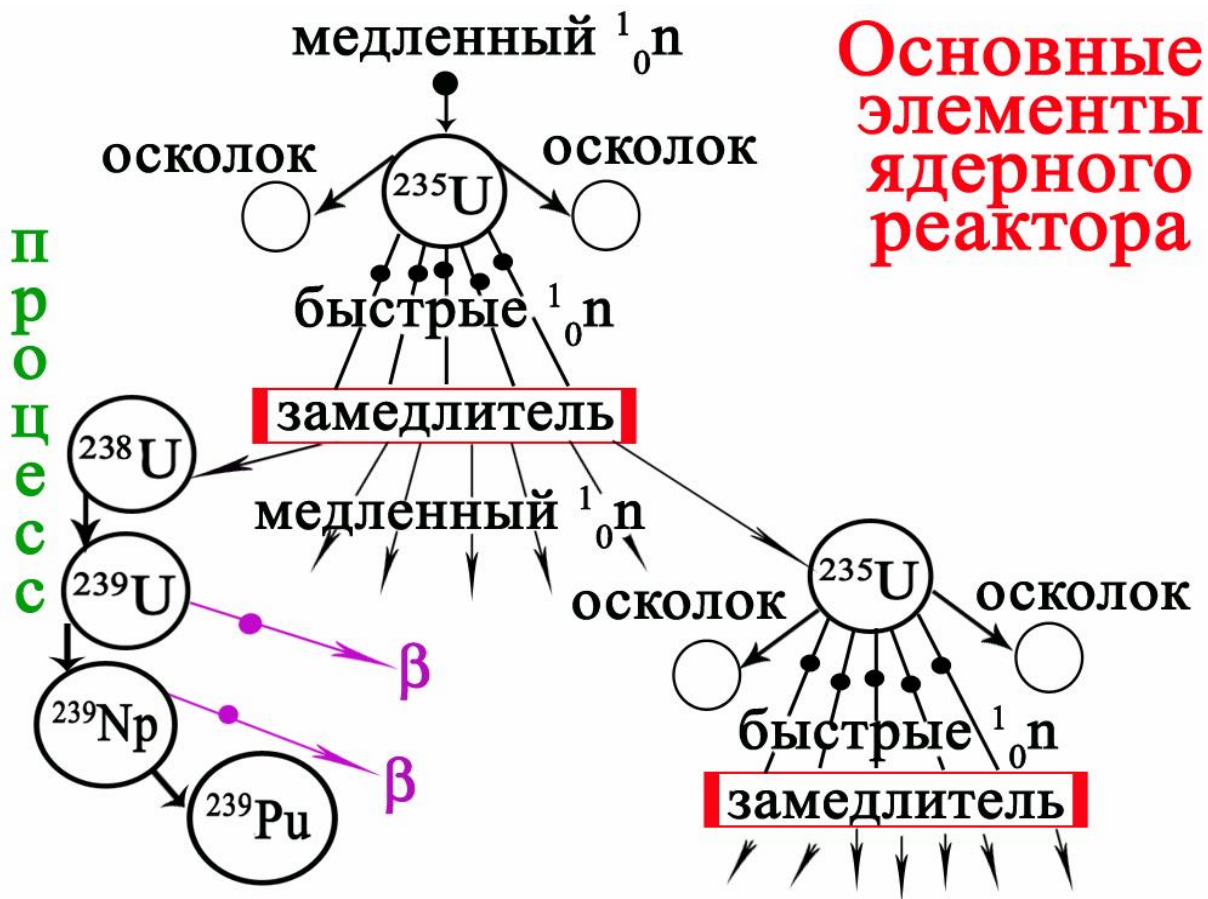 медленный ¹₀n
Основные
элементы
ядерного
реактора
осколок
осколок
²³⁵U
процесс
быстрые ¹₀n
замедлитель
²³⁸U
медленный ¹₀n
²³⁹U
²³⁵U
осколок
осколок
β
²³⁹Np
быстрые ¹₀n
β
замедлитель
²³⁹Pu